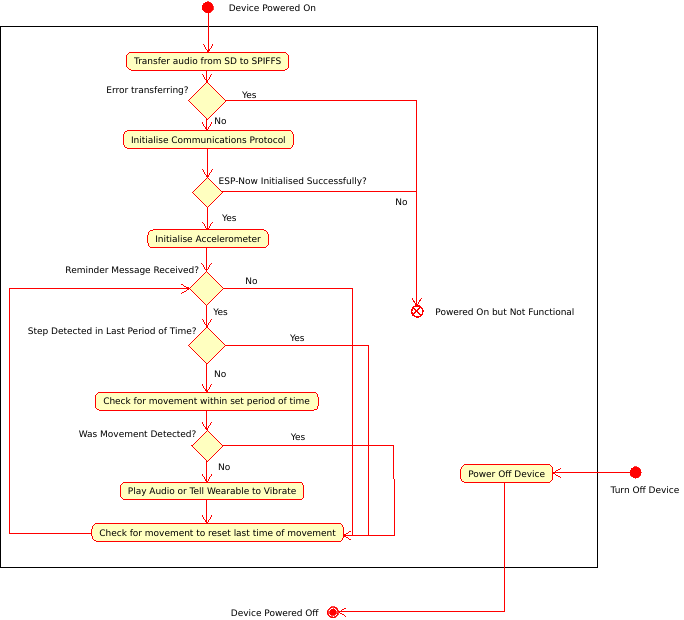 Device Powered On
Transfer audio from SD to SPIFFS
Error transferring?
Yes
No
Initialise Communications Protocol
ESP-Now Initialised Successfully?
No
Yes
Initialise Accelerometer
Reminder Message Received?
No
Yes
Powered On but Not Functional
Step Detected in Last Period of Time?
Yes
No
Check for movement within set period of time
Was Movement Detected?
Yes
No
Power Off Device
Turn Off Device
Play Audio or Tell Wearable to Vibrate
Check for movement to reset last time of movement
Device Powered Off